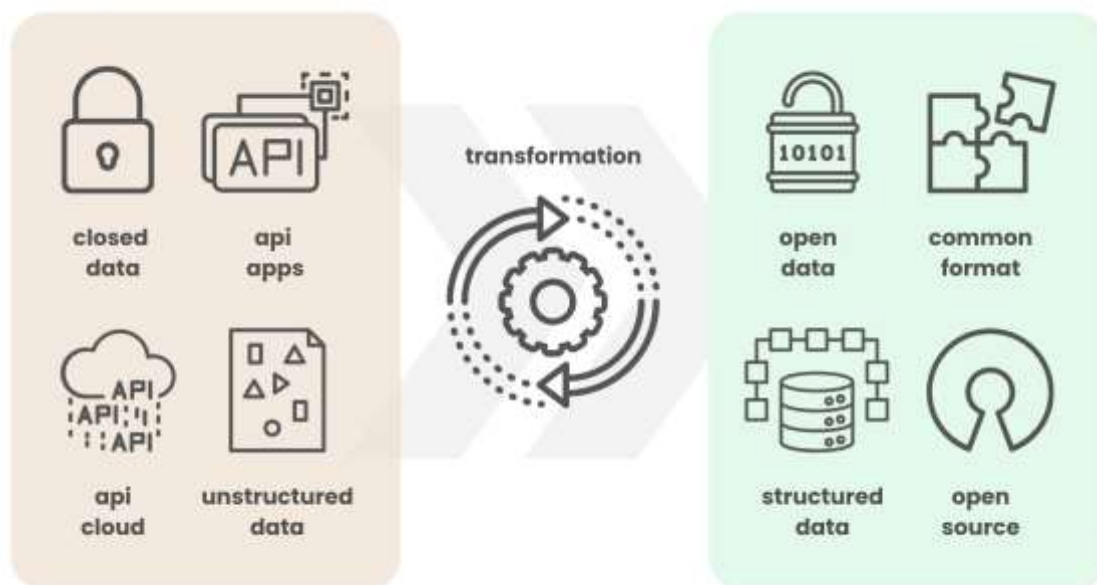 API
closed
data
api
apps
API
API
API
api
cloud
unstructured
data
transformation
10101
open
data
common
format
structured
data
open
source